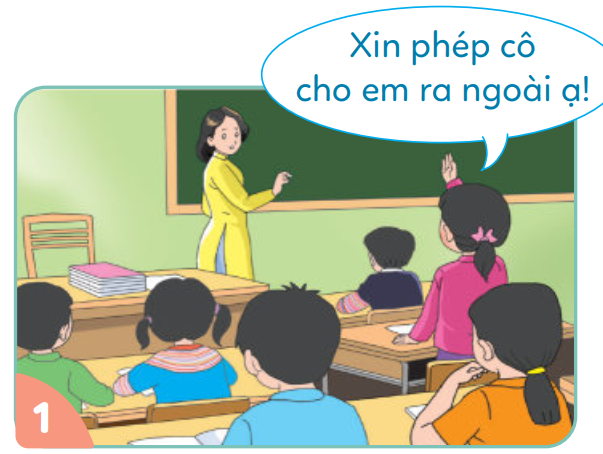 Xin phép cô
cho em ra ngoài ạ!
1